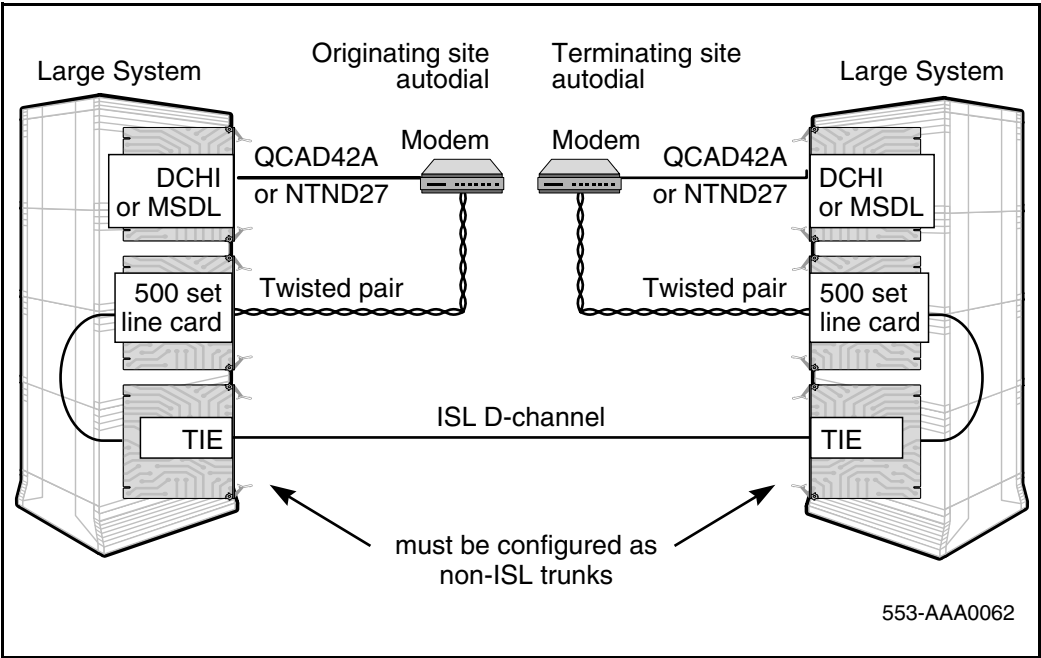 Large System
Originating site
autodial
Terminating site
autodial
Large System
Modem
Modem
DCHI
or MSDL
QCAD42A
or NTND27
QCAD42A
or NTND27
DCHI
or MSDL
500 set
line card
Twisted pair
Twisted pair
500 set
line card
TIE
ISL D-channel
TIE
must be configured as
non-ISL trunks
553-AAA0062